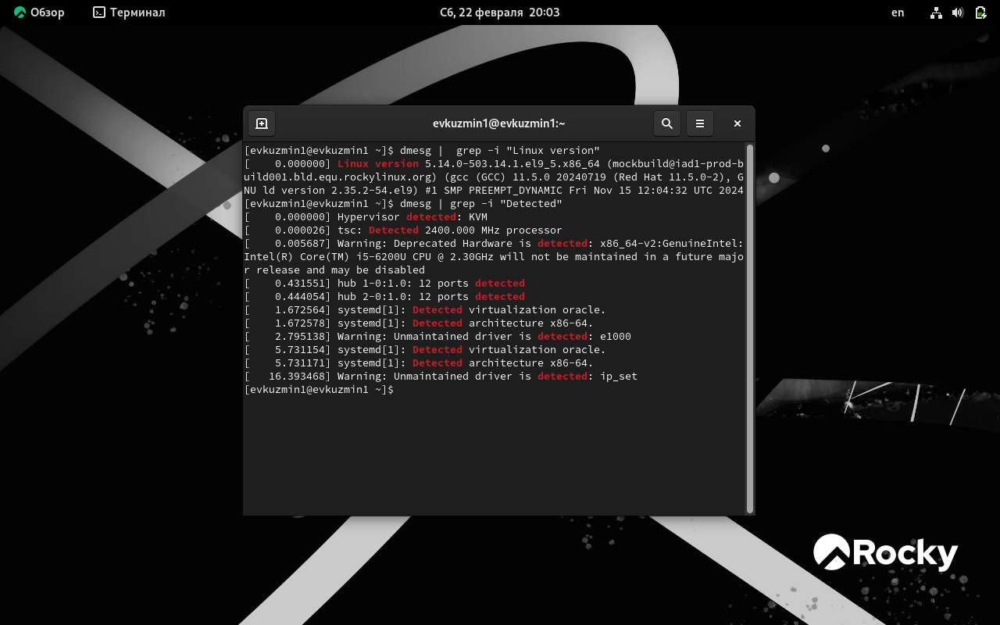 Обзор Терминал Сб, 22 февраля 20:03 en
evkuzmin1@evkuzmin1:~
[evkuzmin1@evkuzmin1 ~]$ dmesg |  grep -i "Linux version"
[    0.000000] Linux version 5.14.0-503.14.1.el9_5.x86_64 (mockbuild@iad1-prod-b
uild001.bld.equ.rockylinux.org) (gcc (GCC) 11.5.0 20240719 (Red Hat 11.5.0-2), G
NU ld version 2.35.2-54.el9) #1 SMP PREEMPT_DYNAMIC Fri Nov 15 12:04:32 UTC 2024
[evkuzmin1@evkuzmin1 ~]$ dmesg | grep -i "Detected"
[    0.000000] Hypervisor detected: KVM
[    0.000026] tsc: Detected 2400.000 MHz processor
[    0.005687] Warning: Deprecated Hardware is detected: x86_64-v2:GenuineIntel:
Intel(R) Core(TM) i5-6200U CPU @ 2.30GHz will not be maintained in a future majo
r release and may be disabled
[    0.431551] hub 1-0:1.0: 12 ports detected
[    0.444054] hub 2-0:1.0: 12 ports detected
[    1.672564] systemd[1]: Detected virtualization oracle.
[    1.672578] systemd[1]: Detected architecture x86-64.
[    2.795138] Warning: Unmaintained driver is detected: e1000
[    5.731154] systemd[1]: Detected virtualization oracle.
[    5.731171] systemd[1]: Detected architecture x86-64.
[   16.393468] Warning: Unmaintained driver is detected: ip_set
[evkuzmin1@evkuzmin1 ~]$
Rocky